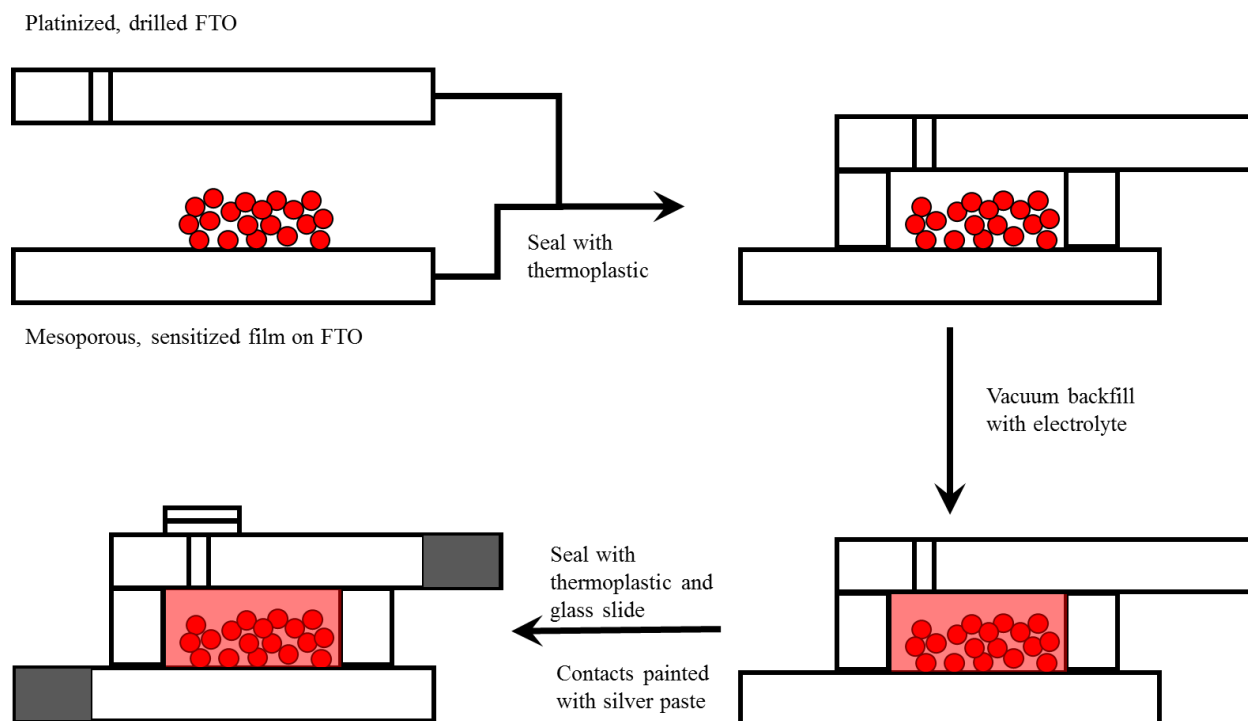 Platinized, drilled FTO
Seal with
thermoplastic
Mesoporous, sensitized film on FTO
Vacuum backfill
with electrolyte
Seal with
thermoplastic and
glass slide
Contacts painted
with silver paste